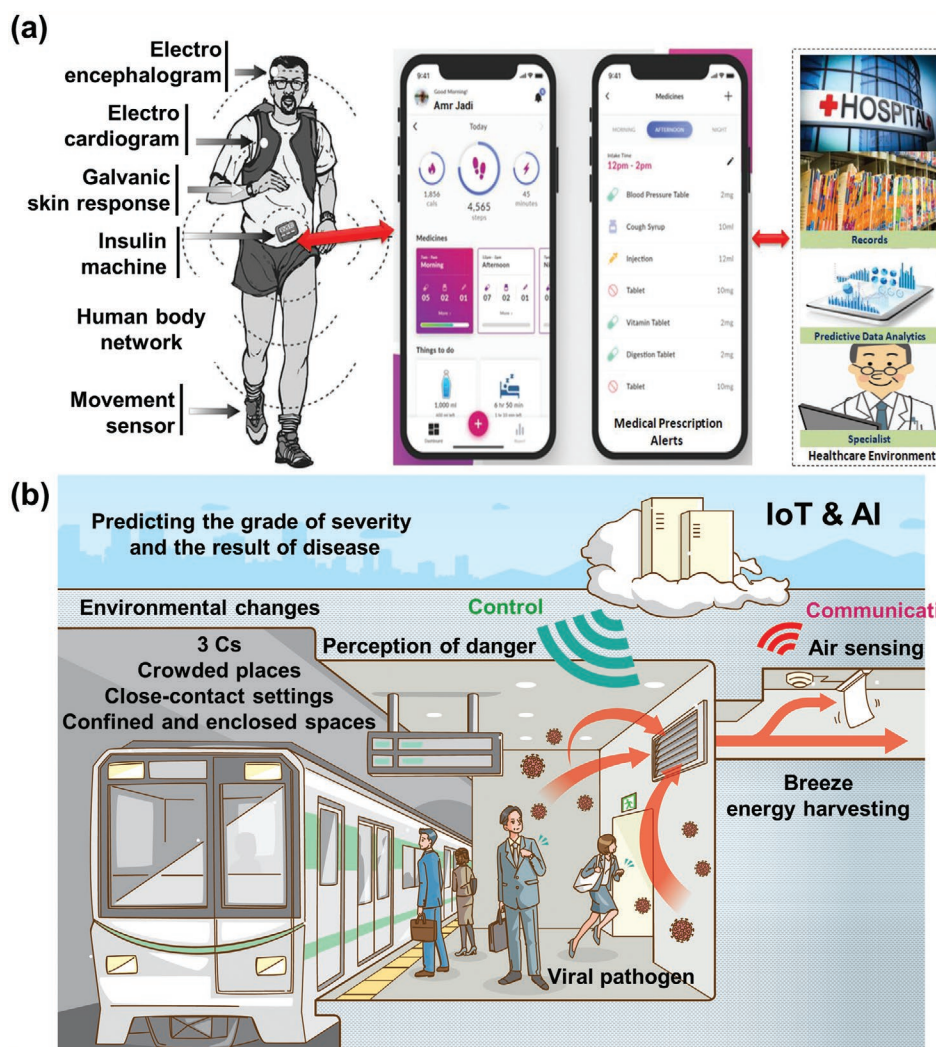 (a)
Electro
encephalogram
Electro
cardiogram
Galvanic
skin response
Insulin
machine
Human body
network
Movement
sensor
9:41
Good Morning!
Amr Jadi
Today
1,856
cals
4,565
steps
45
minutes
Medicines
Morning
05 02 01
More
Afternoon
07 02 01
More
Things to do
1,000 ml
6 hr 50 min
9:41
Medicines
MORNING
AFTERNOON
NIGHT
Intake Time
12pm - 2pm
Blood Pressure Table 2mg
Cough Syrup 10ml
Injection 12ml
Tablet 10mg
Vitamin Tablet 2mg
Digestion Tablet 2mg
Tablet 10mg
Medical Prescription
Alerts
HOSPITAL
Records
Predictive Data Analytics
Specialist
Healthcare Environment
(b)
Predicting the grade of severity
and the result of disease
IoT & AI
Environmental changes
Control
Communicati
3 Cs
Crowded places
Close-contact settings
Confined and enclosed spaces
Perception of danger
Air sensing
Breeze
energy harvesting
Viral pathogen